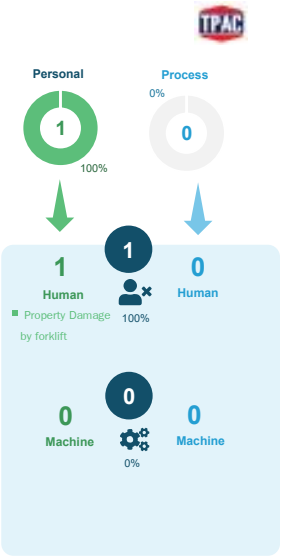 TPAC
Personal
Process
0%
1
0
100%
1
1
0
Human
Human
Property Damage
by forklift
100%
0
0
0
Machine
Machine
0%